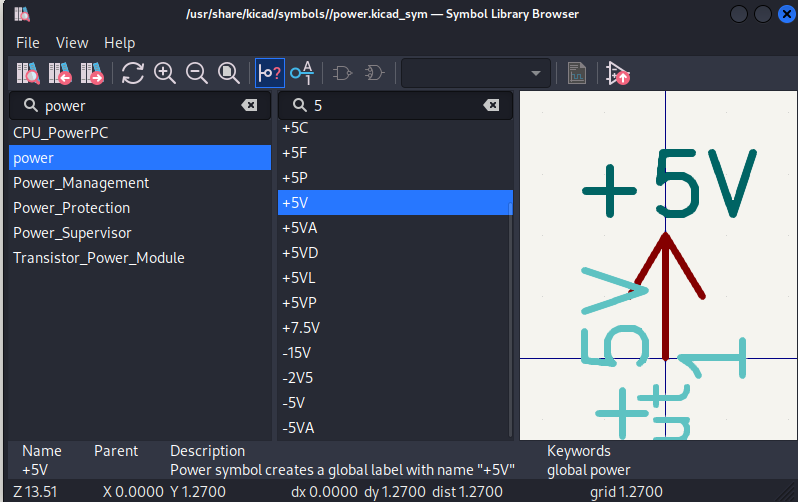 /usr/share/kicad/symbols//power.kicad_sym — Symbol Library Browser
File View Help
power
5
CPU_PowerPC
power
Power_Management
Power_Protection
Power_Supervisor
Transistor_Power_Module
+5C
+5F
+5P
+5V
+5VA
+5VD
+5VL
+5VP
+7.5V
-15V
-2V5
-5V
-5VA
+5V
+5V
1
Name Parent Description Keywords
+5V Power symbol creates a global label with name "+5V" global power
Z 13.51 X 0.0000 Y 1.2700 dx 0.0000 dy 1.2700 dist 1.2700 grid 1.2700